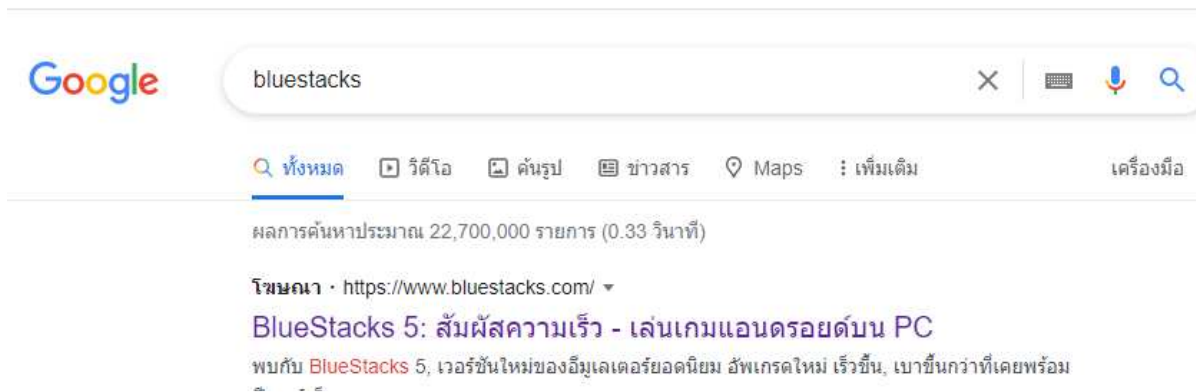 Google
bluestacks
ทั้งหมด วิดีโอ ค้นรูป ข่าวสาร Maps เพิ่มเติม เครื่องมือ
ผลการค้นหาประมาณ 22,700,000 รายการ (0.33 วินาที)
โฆษณา · https://www.bluestacks.com/
BlueStacks 5: สัมผัสความเร็ว - เล่นเกมแอนดรอยด์บน PC
พบกับ BlueStacks 5, เวอร์ชันใหม่ของอีมูเลเตอร์ยอดนิยม อัพเกรดใหม่ เร็วขึ้น, เบาขึ้นกว่าที่เคยพร้อม